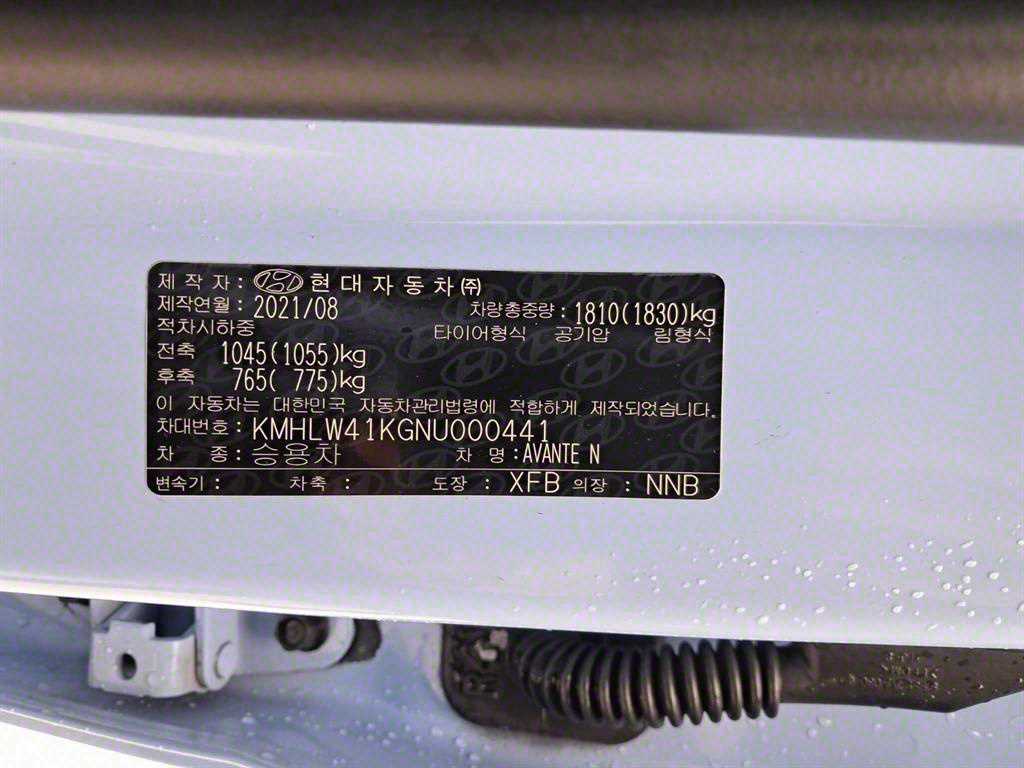 제 작 자 : 현대자동차㈜
제작연월 : 2021/08 차량총중량 : 1810(1830)kg
적차시하중 타이어형식 공기압 림형식
전축 1045(1055)kg
후축 765( 775)kg
이 자동차는 대한민국 자동차관리법령에 적합하게 제작되었습니다.
차대번호 : KMHLW41KGNU000441
차 종 : 승용차 차 명 : AVANTE N
변속기 : 차축 : 도장 : XFB 의장 : NNB